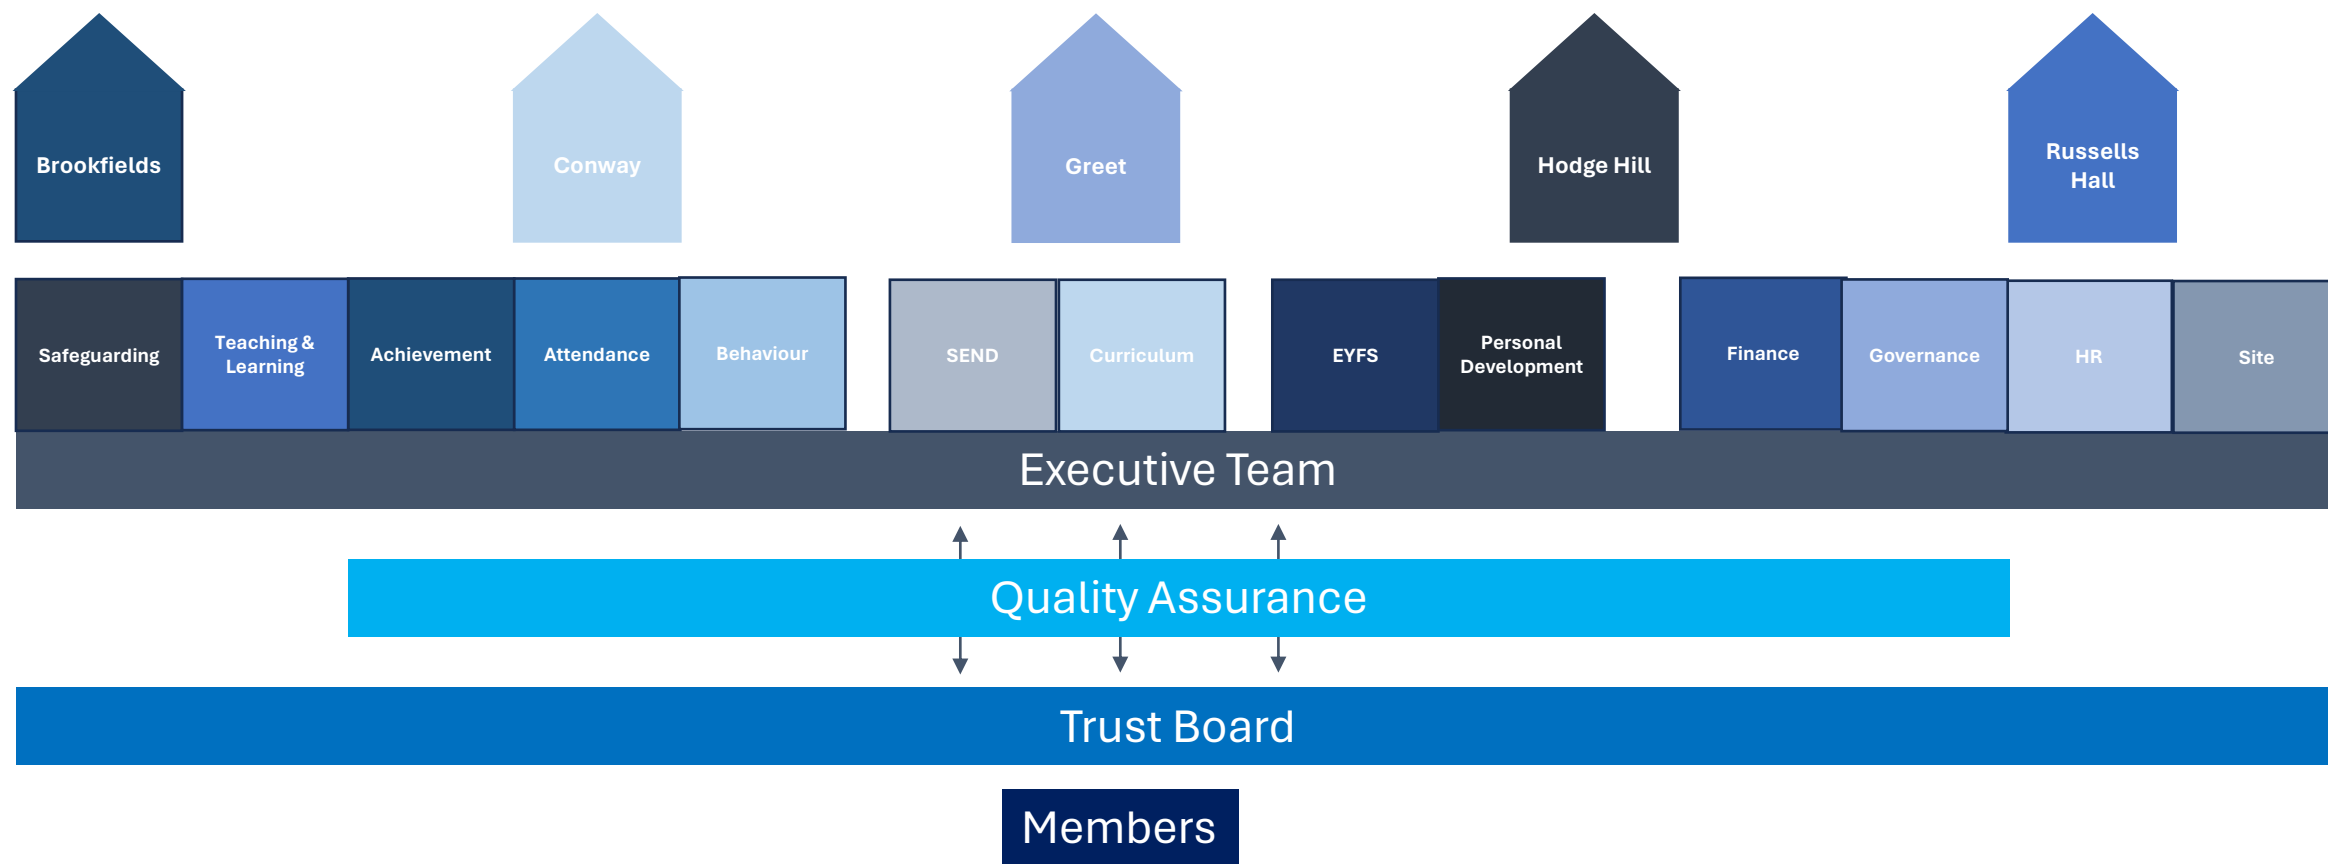 Brookfields
Conway
Greet
Hodge Hill
Russells
Hall
Safeguarding
Teaching &
Learning
Achievement
Attendance
Behaviour
SEND
Curriculum
EYFS
Personal
Development
Finance
Governance
HR
Site
Executive Team
Quality Assurance
Trust Board
Members